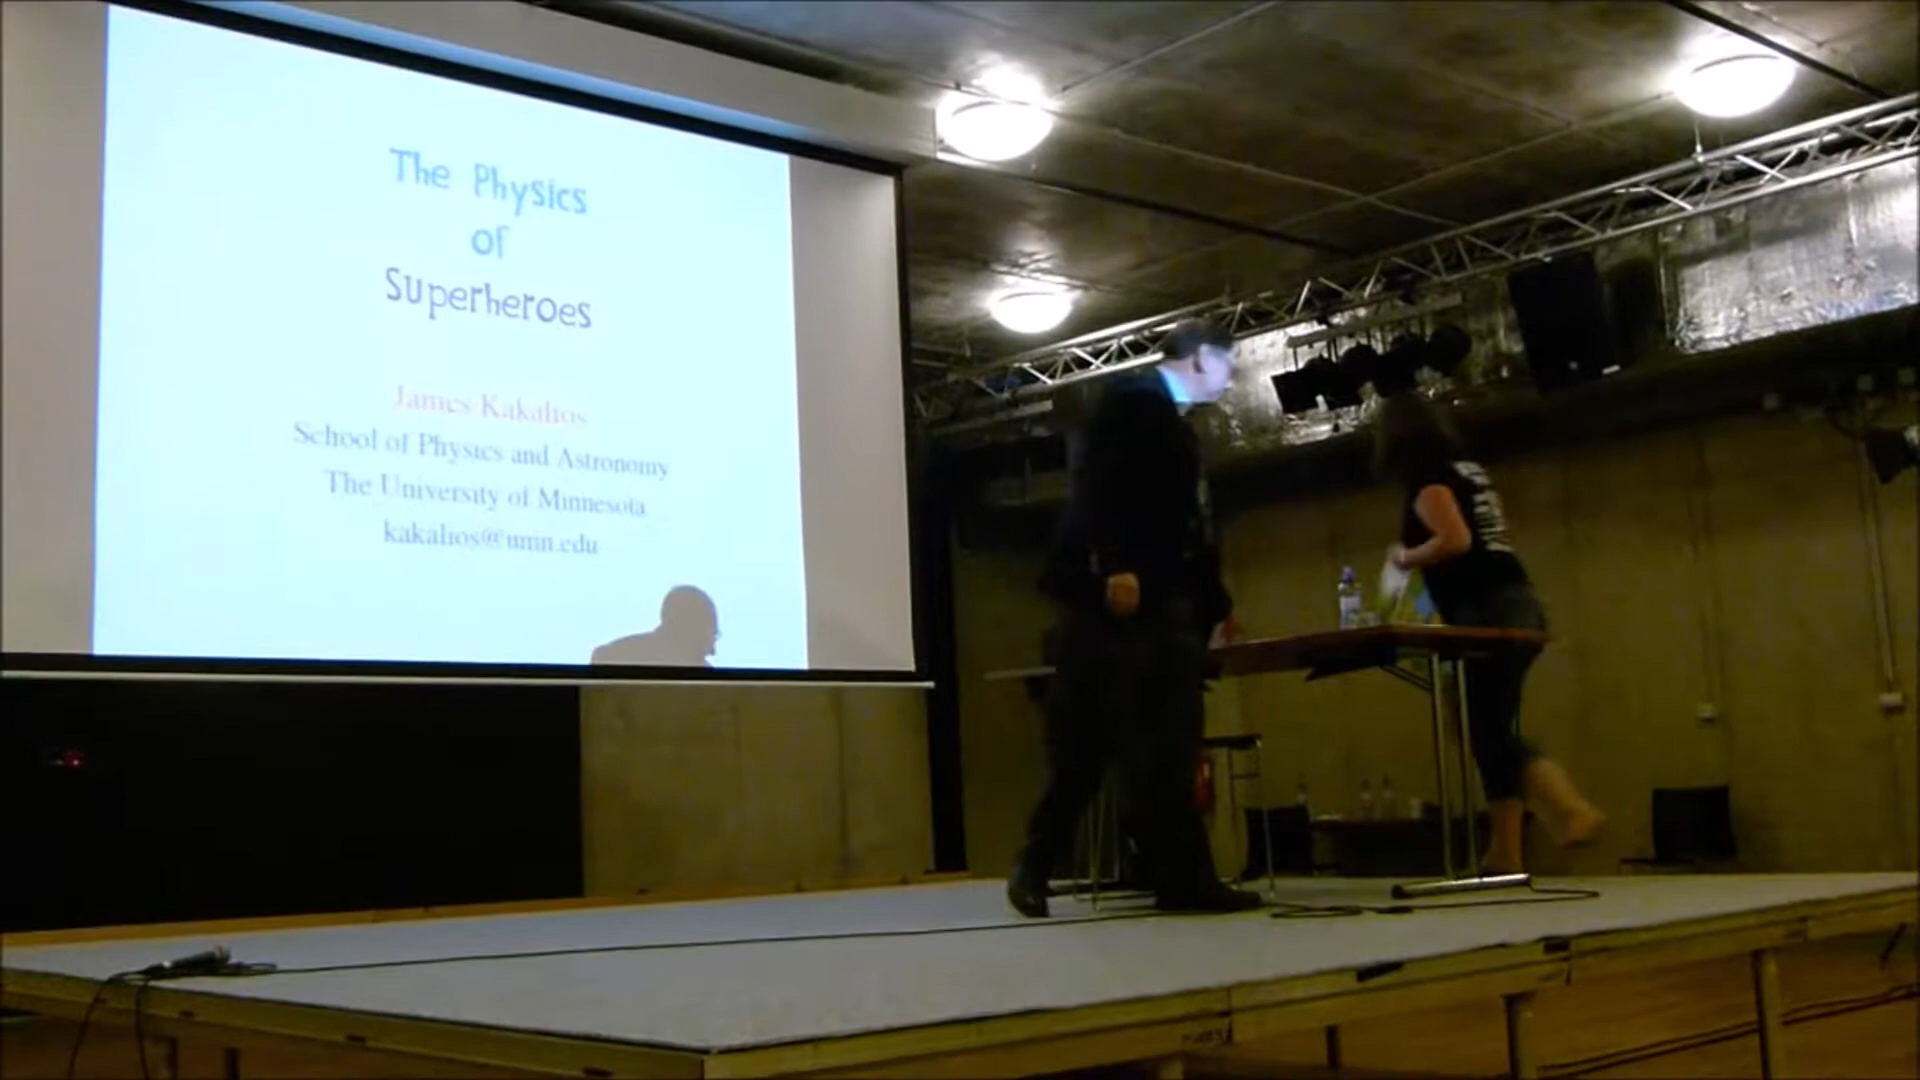 The Physics
of
Superheroes
James Kakalios
School of Physics and Astronomy
The University of Minnesota
kakalios@umn.edu